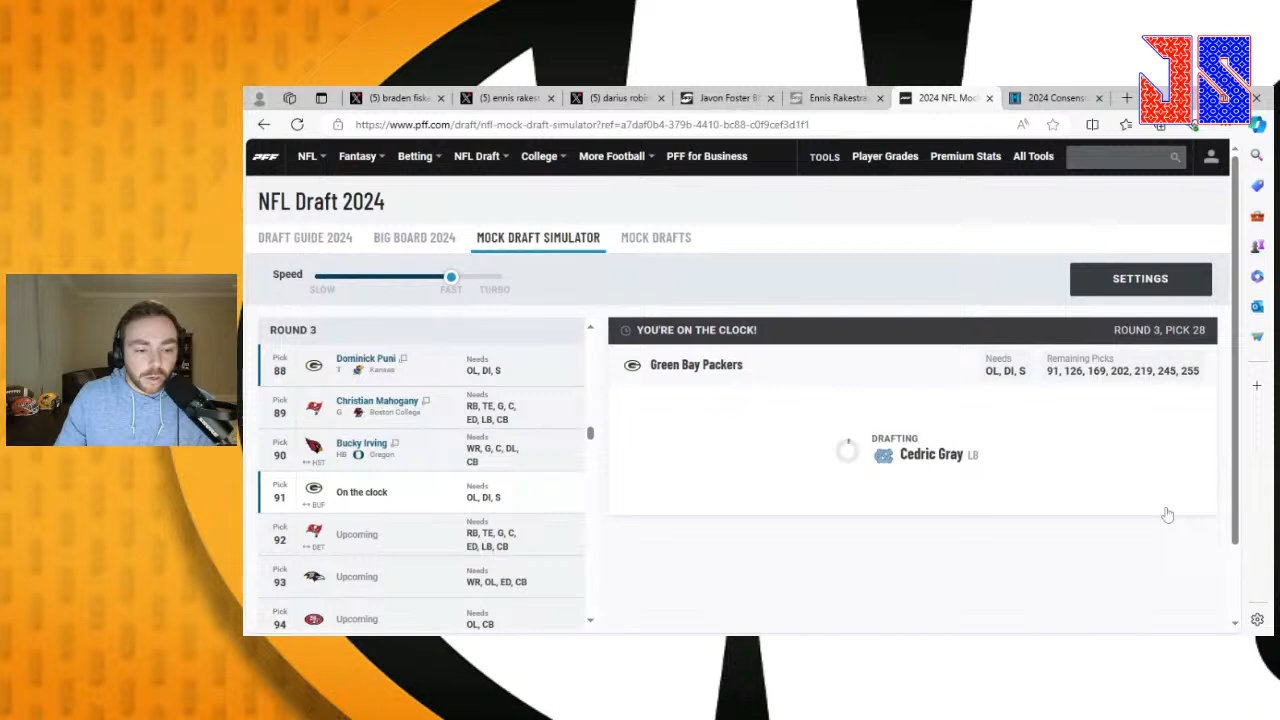 JS
(5) braden fiske
(5) ennis rakest
(5) darius robin
Javon Foster B
Ennis Rakestra
2024 NFL Moc
2024 Consens
https://www.pff.com/draft/nfl-mock-draft-simulator?ref=a7daf0b4-379b-4410-bc88-c0f9cef3d1f1
PFF NFL Fantasy Betting NFL Draft College More Football PFF for Business TOOLS Player Grades Premium Stats All Tools
NFL Draft 2024
DRAFT GUIDE 2024 BIG BOARD 2024 MOCK DRAFT SIMULATOR MOCK DRAFTS
Speed
SLOW FAST TURBO
SETTINGS
ROUND 3
Pick 88
Dominick Puni
T Kansas
Needs
OL, DI, S
Pick 89
Christian Mahogany
G Boston College
Needs
RB, TE, G, C,
ED, LB, CB
Pick 90
HST
Bucky Irving
HB Oregon
Needs
WR, G, C, DL,
CB
Pick 91
BUF
On the clock
Needs
OL, DI, S
Pick 92
DET
Upcoming
Needs
RB, TE, G, C,
ED, LB, CB
Pick 93
Upcoming
Needs
WR, OL, ED, CB
Pick 94
Upcoming
Needs
OL, CB
YOU'RE ON THE CLOCK! ROUND 3, PICK 28
Green Bay Packers
Needs
OL, DI, S
Remaining Picks
91, 126, 169, 202, 219, 245, 255
DRAFTING
Cedric Gray LB